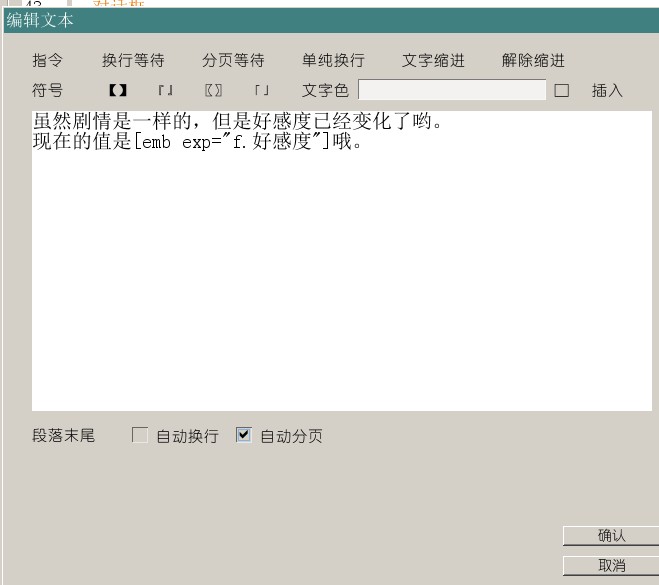 编辑文本
指令 换行等待 分页等待 单纯换行 文字缩进 解除缩进
符号 【】 『』 〖〗 「」 文字色 插入
虽然剧情是一样的，但是好感度已经变化了哟。
现在的值是[emb exp="f.好感度"]哦。
段落末尾 自动换行 自动分页
确认
取消